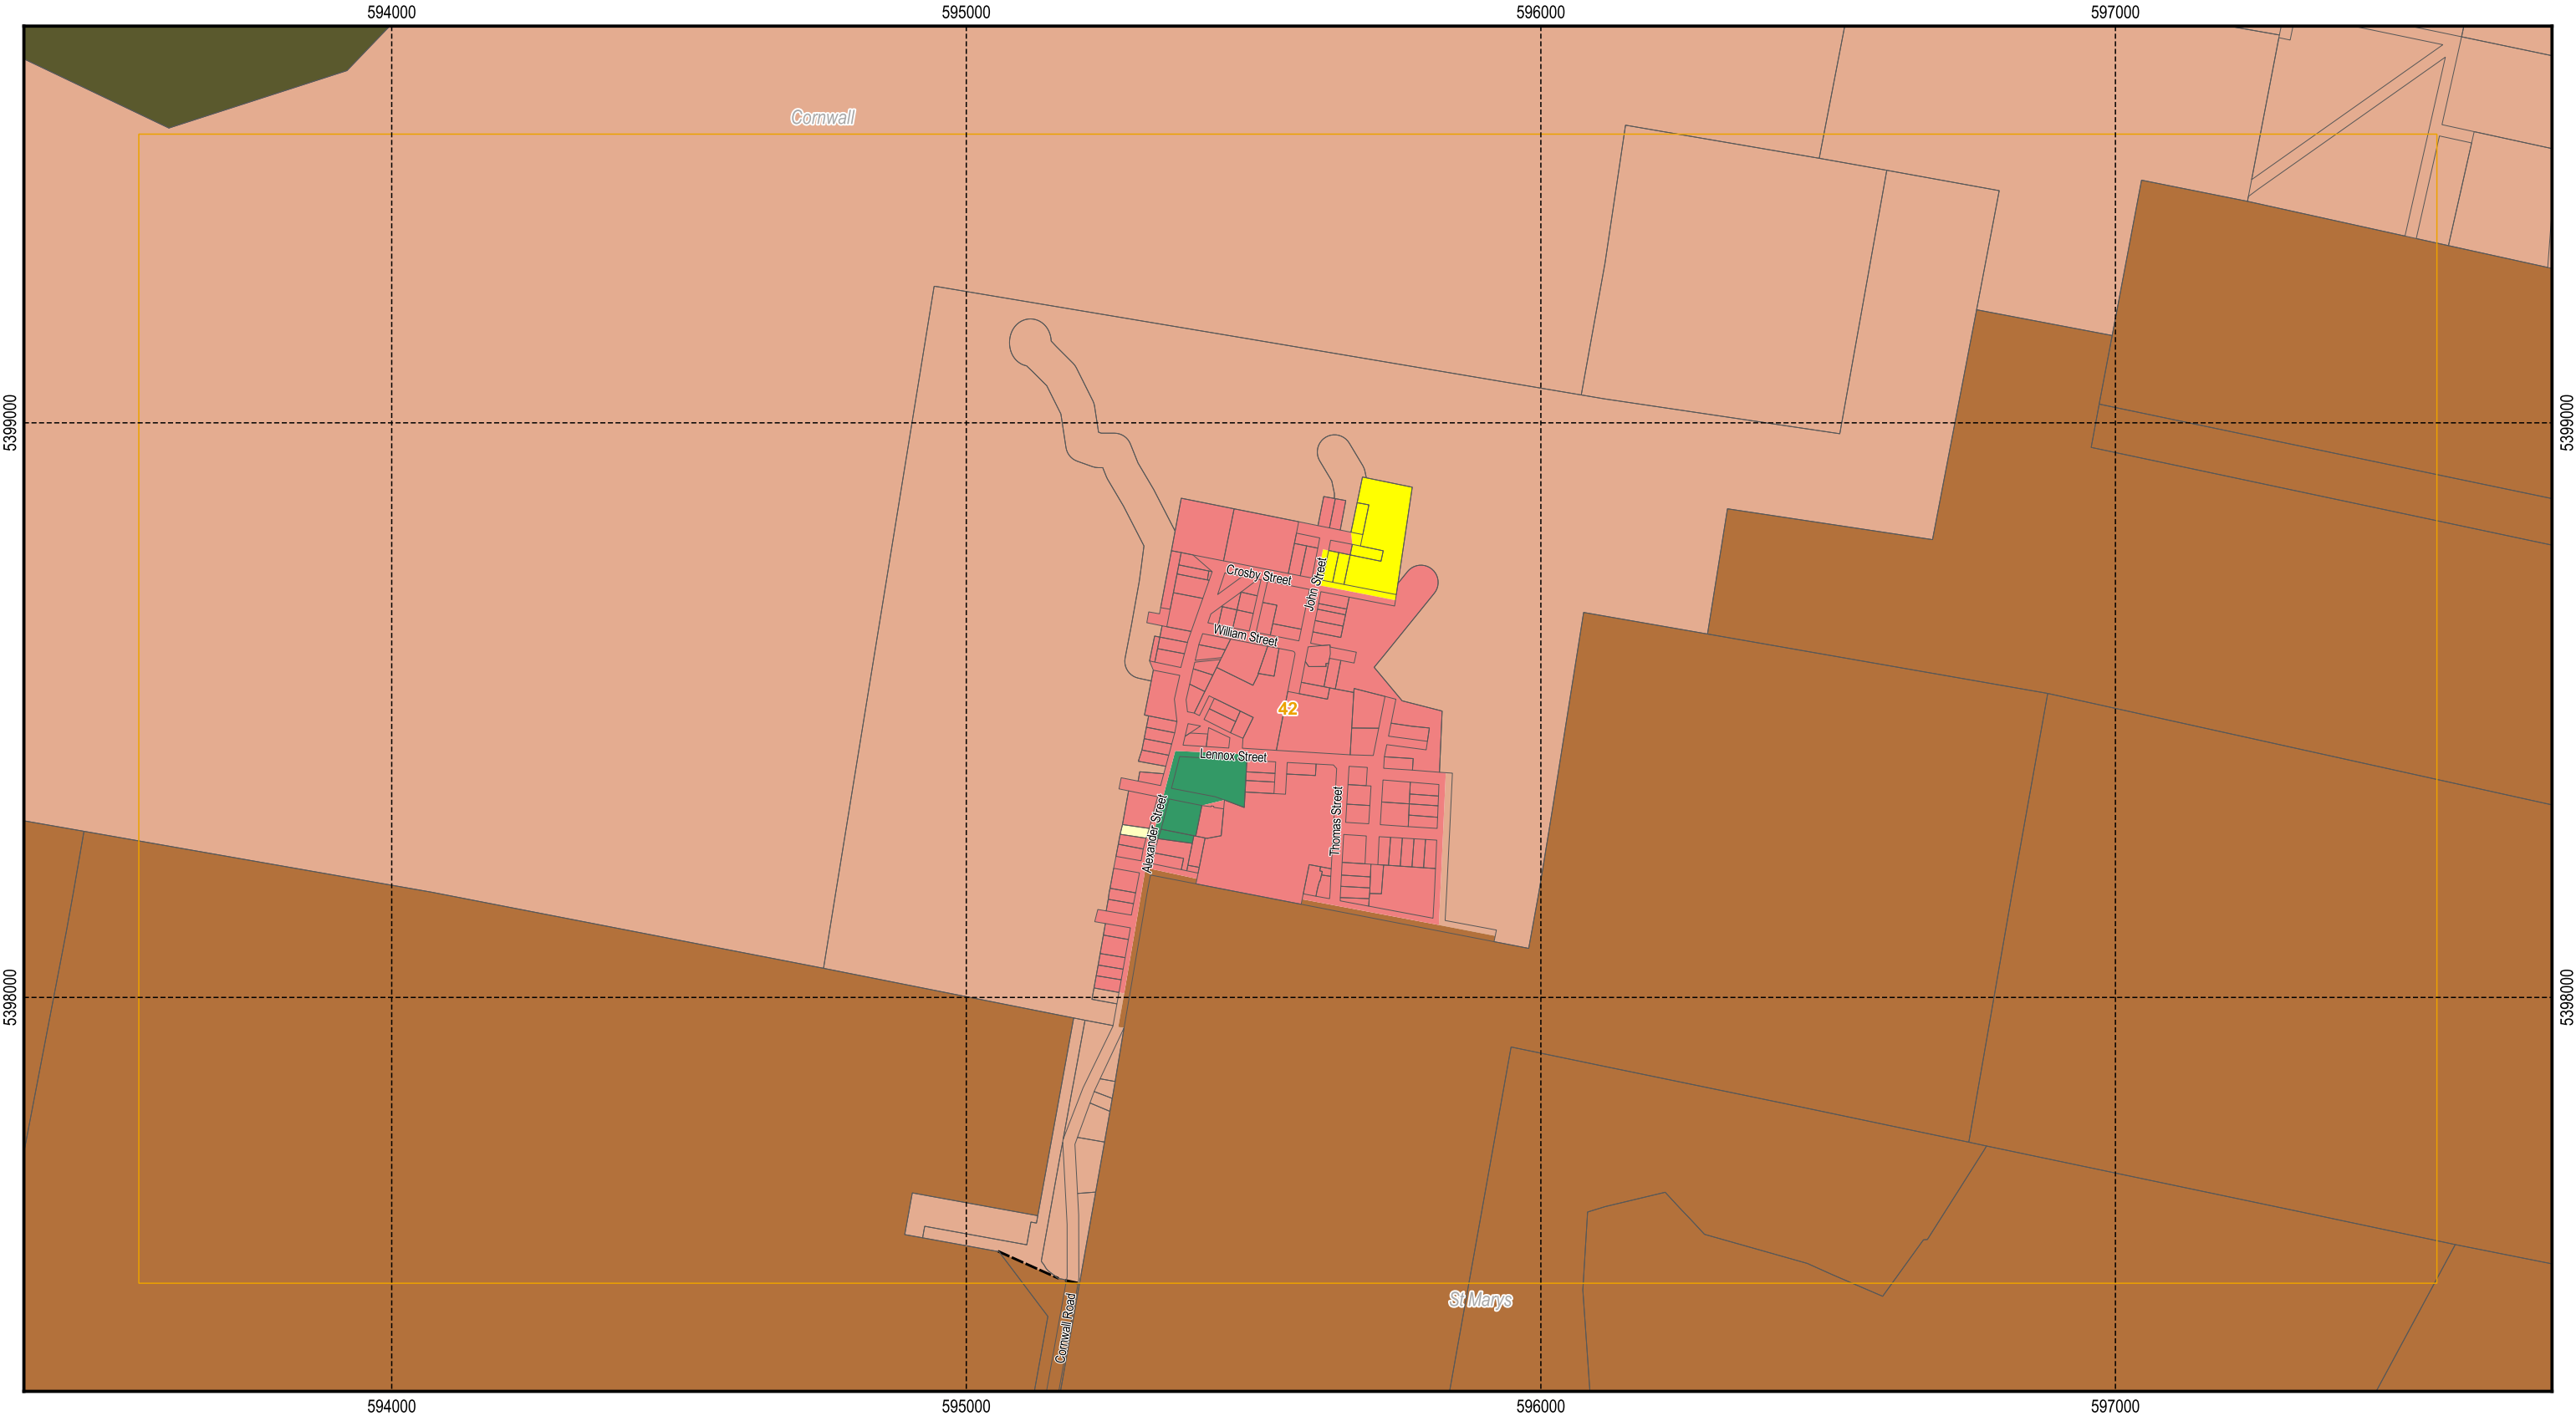 594000
595000
596000
597000
Cornwall
5399000
5399000
Crosby Street
John Street
William Street
42
Lennox Street
Alexander Street
Thomas Street
5398000
5398000
St Marys
Cornwall Road
594000
595000
596000
597000